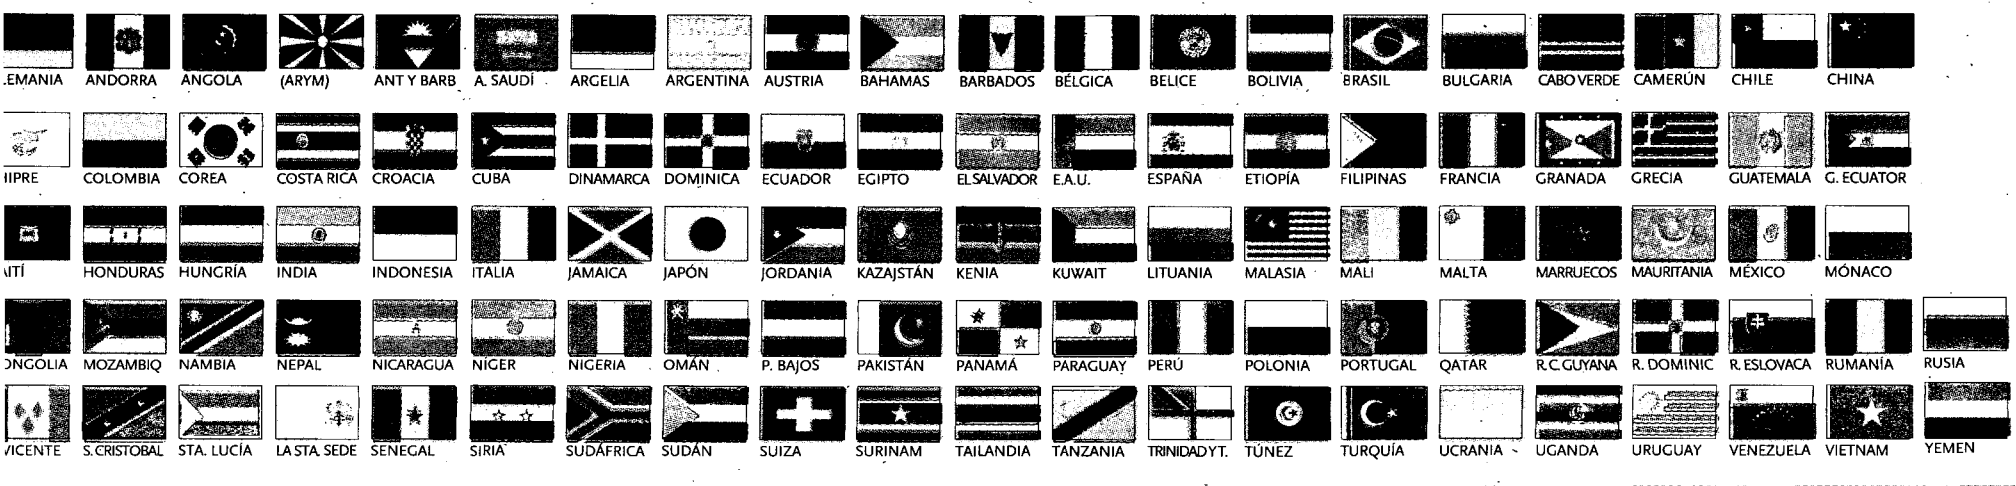 .EMANIA ANDORRA ANGOLA (ARYM) ANT Y BARB A. SAUDÍ ARGELIA ARGENTINA AUSTRIA BAHAMAS BARBADOS BÉLGICA BELICE BOLIVIA BRASIL BULGARIA CABO VERDE CAMERÚN CHILE CHINA
HIPRE COLOMBIA COREA COSTA RICA CROACIA CUBA DINAMARCA DOMINICA ECUADOR EGIPTO EL SALVADOR E.A.U. ESPAÑA ETIOPÍA FILIPINAS FRANCIA GRANADA GRECIA GUATEMALA G. ECUATOR
AITÍ HONDURAS HUNGRÍA INDIA INDONESIA ITALIA JAMAICA JAPÓN JORDANIA KAZAJSTÁN KENIA KUWAIT LITUANIA MALASIA MALI MALTA MARRUECOS MAURITANIA MÉXICO MÓNACO
ONGOLIA MOZAMBIQ NAMBIA NEPAL NICARAGUA NÍGER NIGERIA OMÁN P. BAJOS PAKISTÁN PANAMÁ PARAGUAY PERÚ POLONIA PORTUGAL QATAR R.C. GUYANA R. DOMINIC R. ESLOVACA RUMANÍA RUSIA
VICENTE S. CRISTOBAL STA. LUCÍA LA STA. SEDE SENEGAL SIRIA SUDÁFRICA SUDÁN SUIZA SURINAM TAILANDIA TANZANIA TRINIDAD Y T. TÚNEZ TURQUÍA UCRANIA UGANDA URUGUAY VENEZUELA VIETNAM YEMEN